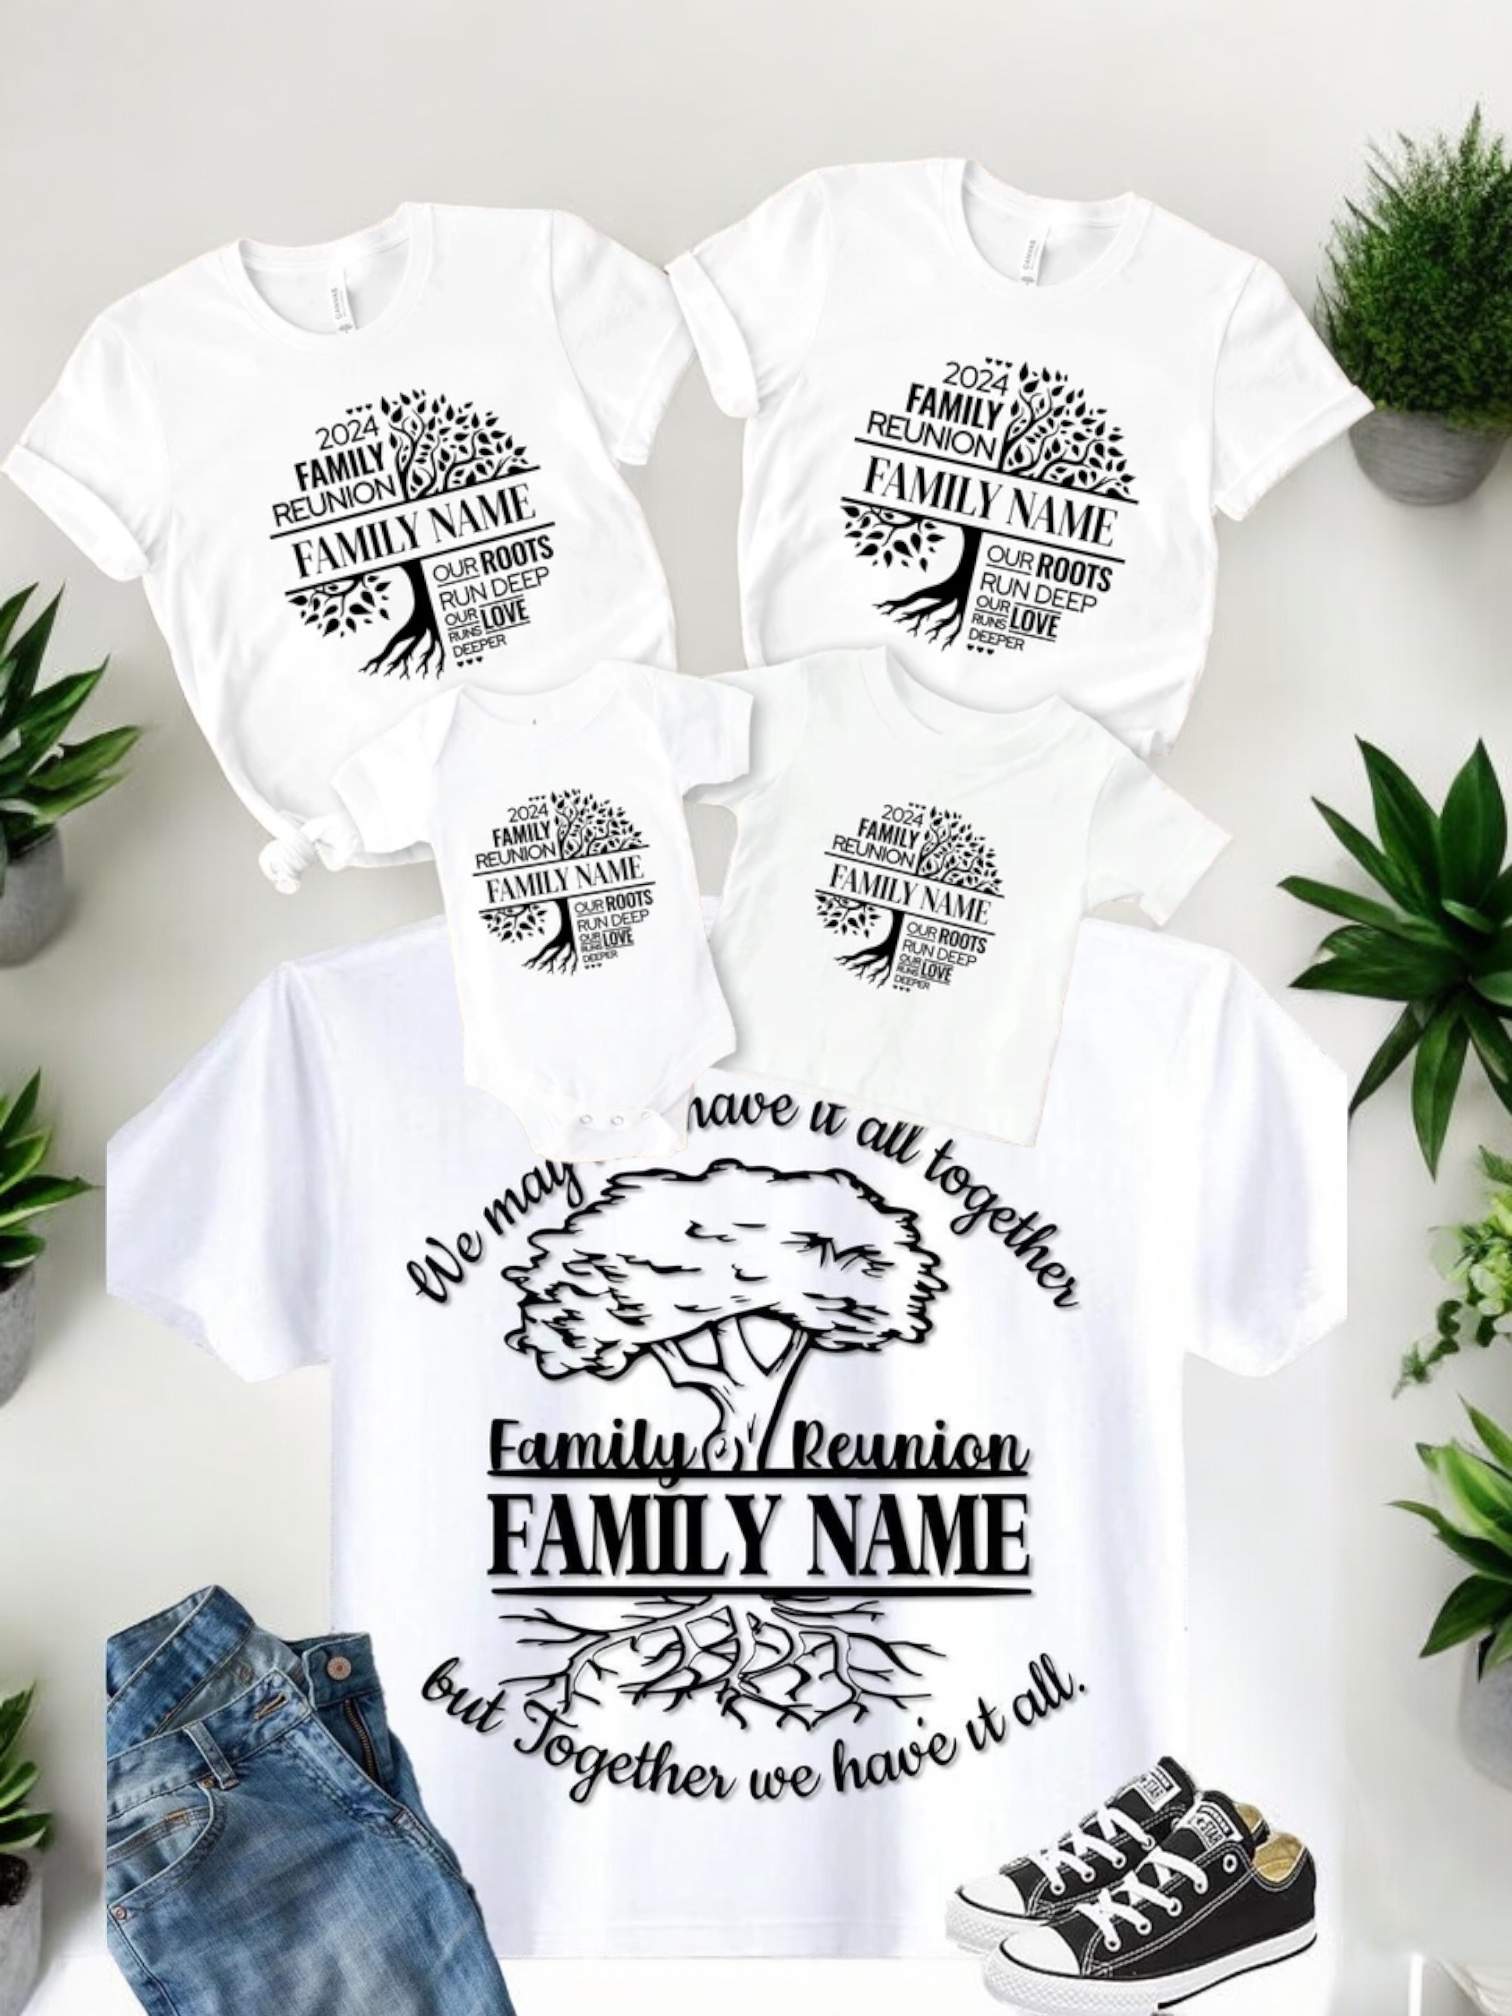 CANVAS
2024
FAMILY
REUNION
FAMILY NAME
OUR ROOTS
RUN DEEP
OUR LOVE
RUNS
DEEPER
CANVAS
2024
FAMILY
REUNION
FAMILY NAME
OUR ROOTS
RUN DEEP
OUR LOVE
RUNS
DEEPER
2024
FAMILY
REUNION
FAMILY NAME
OUR ROOTS
RUN DEEP
OUR LOVE
RUNS
DEEPER
2024
FAMILY
REUNION
FAMILY NAME
OUR ROOTS
RUN DEEP
OUR LOVE
RUNS
DEEPER
We may have it all together
Family Reunion
FAMILY NAME
but Together we have it all.